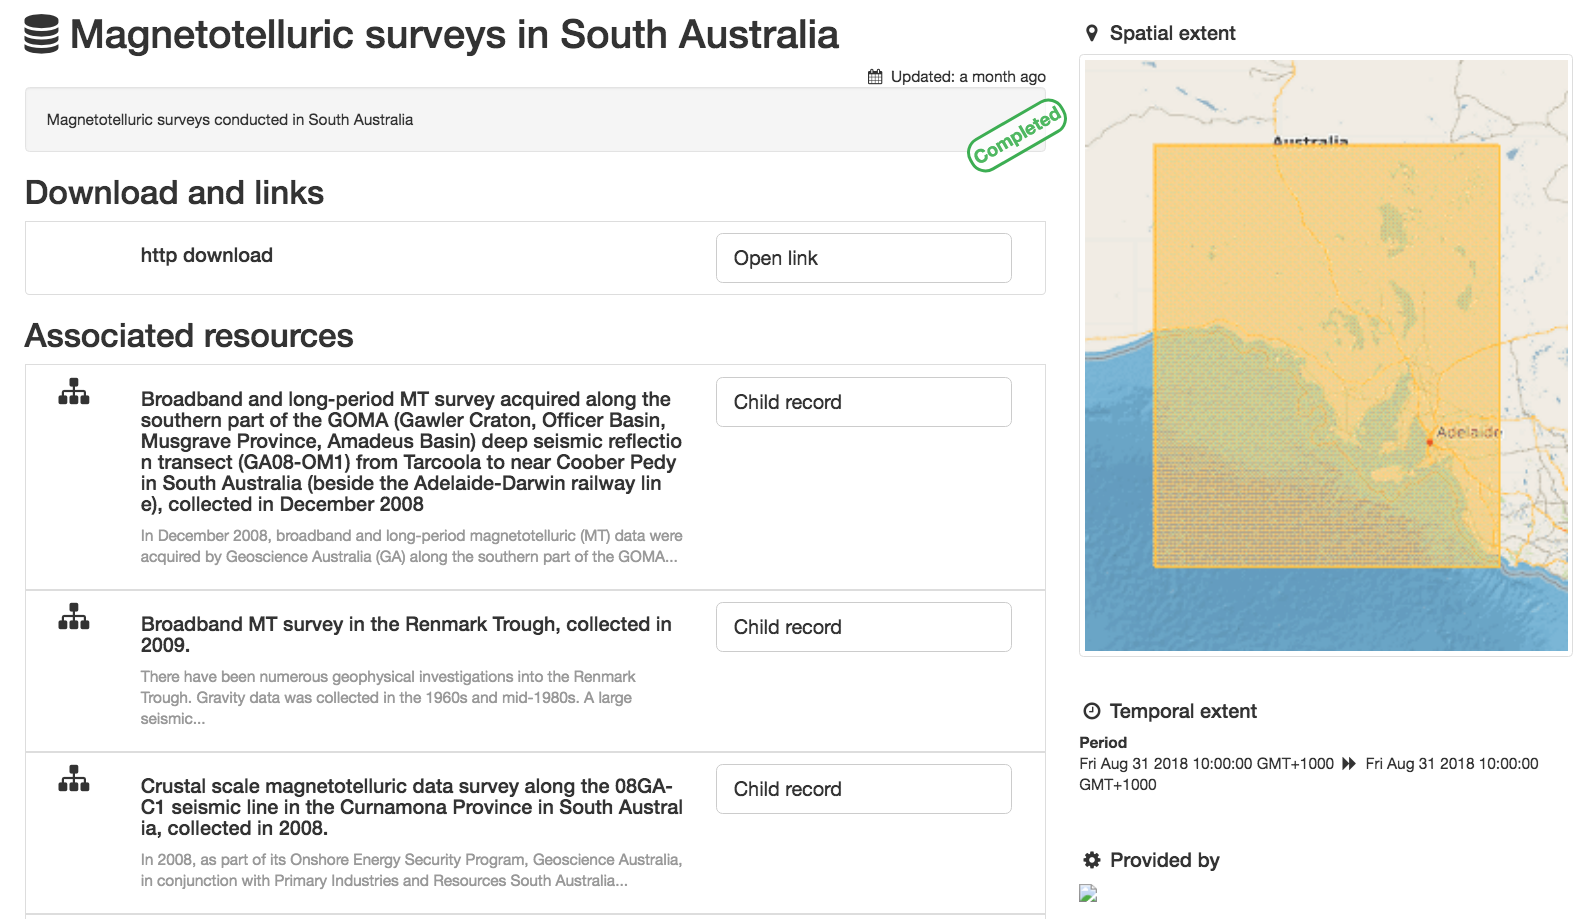 Magnetotelluric surveys in South Australia
Updated: a month ago
Magnetotelluric surveys conducted in South Australia
Completed
Download and links
http download
Open link
Associated resources
Broadband and long-period MT survey acquired along the
southern part of the GOMA (Gawler Craton, Officer Basin,
Musgrave Province, Amadeus Basin) deep seismic reflectio
n transect (GA08-OM1) from Tarcoola to near Coober Pedy
in South Australia (beside the Adelaide-Darwin railway lin
e), collected in December 2008
In December 2008, broadband and long-period magnetotelluric (MT) data were
acquired by Geoscience Australia (GA) along the southern part of the GOMA...
Child record
Broadband MT survey in the Renmark Trough, collected in
2009.
There have been numerous geophysical investigations into the Renmark
Trough. Gravity data was collected in the 1960s and mid-1980s. A large
seismic...
Child record
Crustal scale magnetotelluric data survey along the 08GA-
C1 seismic line in the Curnamona Province in South Austral
ia, collected in 2008.
In 2008, as part of its Onshore Energy Security Program, Geoscience Australia,
in conjunction with Primary Industries and Resources South Australia...
Child record
Spatial extent
Australia
Adelaide
Temporal extent
Period
Fri Aug 31 2018 10:00:00 GMT+1000 Fri Aug 31 2018 10:00:00
GMT+1000
Provided by